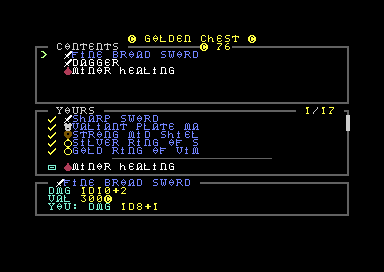 GOLDEN CHEST
CONTENTS
76
> FINE BROAD SWORD
DAGGER
MINOR HEALING
YOURS 1/17
SHARP SWORD
VALIANT PLATE MA
STRONG MID SHIEL
SILVER RING OF S
GOLD RING OF VIM
MINOR HEALING
FINE BROAD SWORD
DMG 1D10+2
VAL 300
YOU: DMG 1D8+1